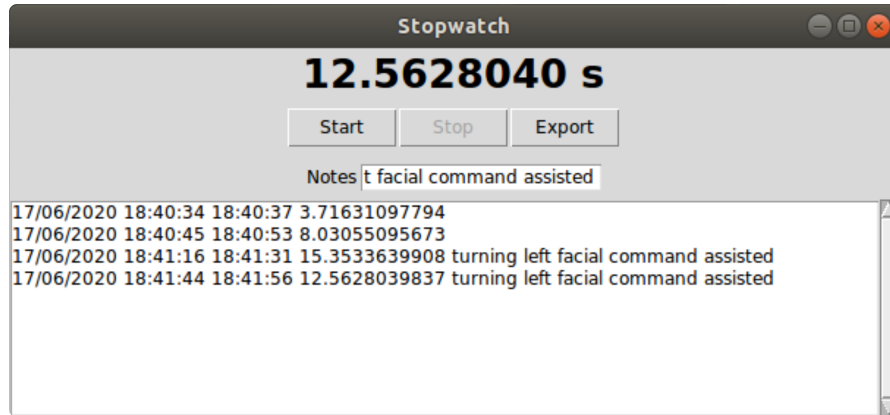 Stopwatch
12.5628040 s
Start Stop Export
Notes t facial command assisted
17/06/2020 18:40:34 18:40:37 3.71631097794
17/06/2020 18:40:45 18:40:53 8.03055095673
17/06/2020 18:41:16 18:41:31 15.3533639908 turning left facial command assisted
17/06/2020 18:41:44 18:41:56 12.5628039837 turning left facial command assisted